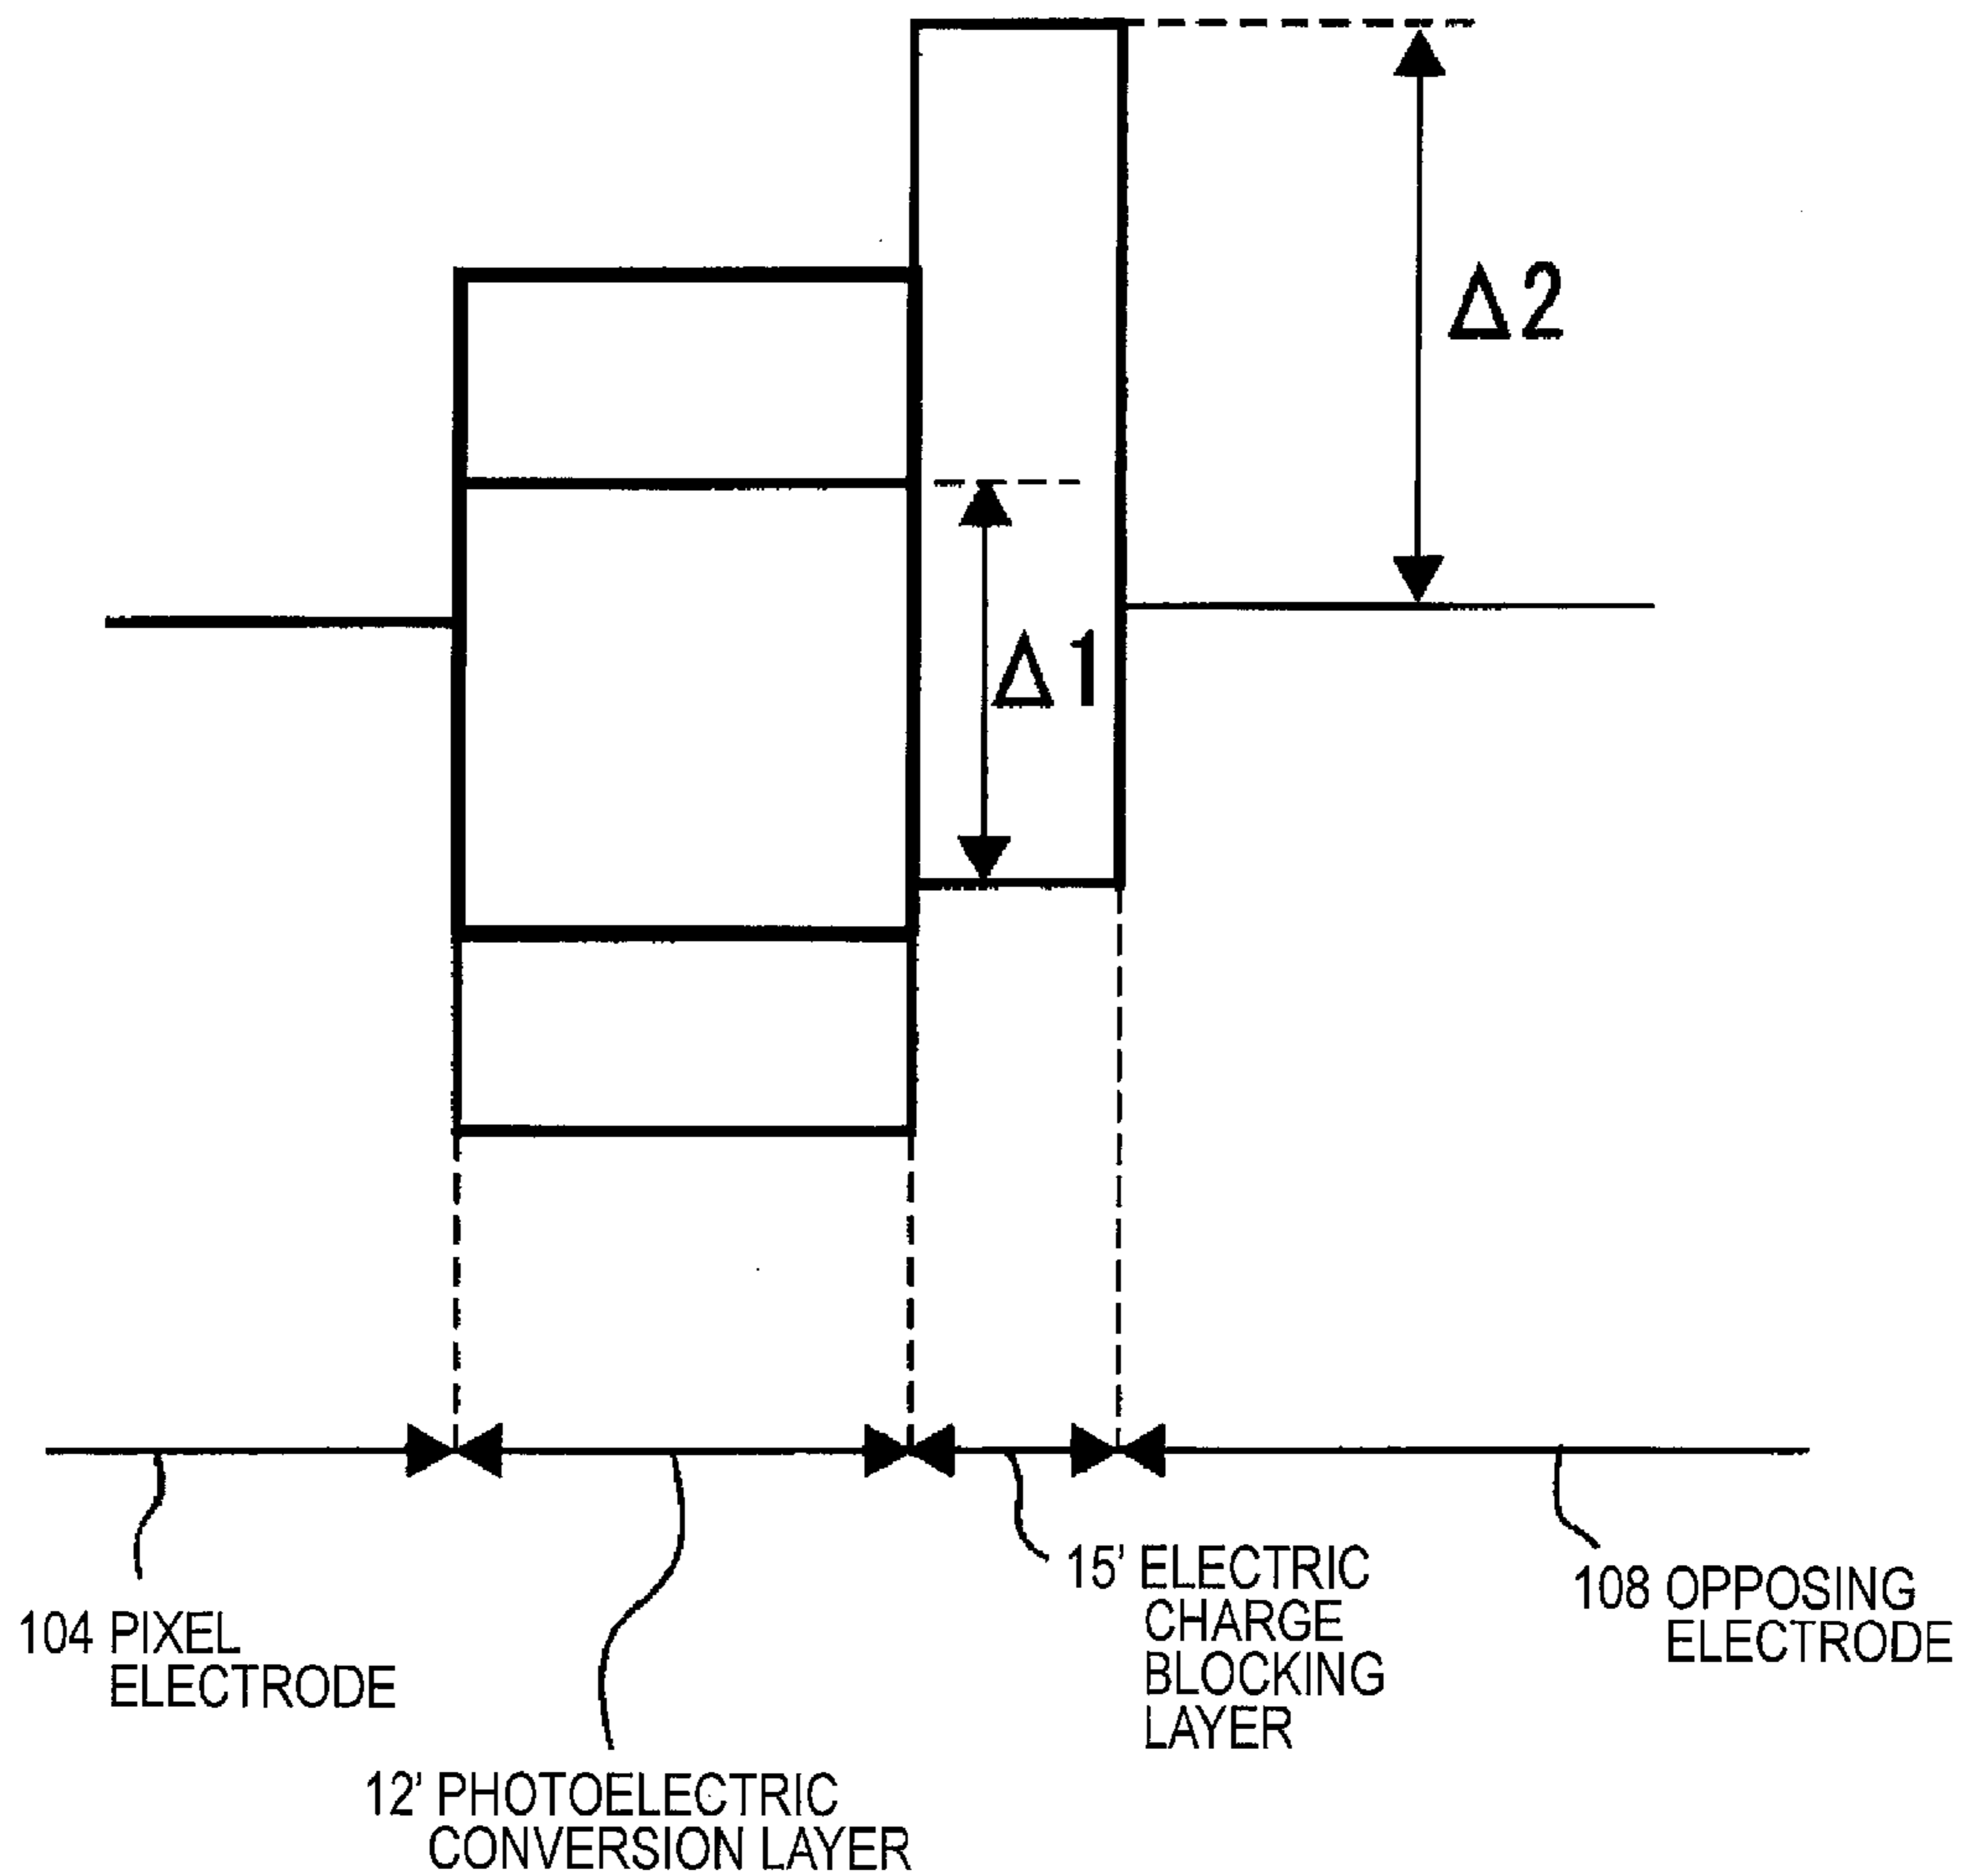 Δ2
Δ1
15' ELECTRIC
CHARGE
BLOCKING
LAYER
108 OPPOSING
ELECTRODE
104 PIXEL
ELECTRODE
12' PHOTOELECTRIC
CONVERSION LAYER